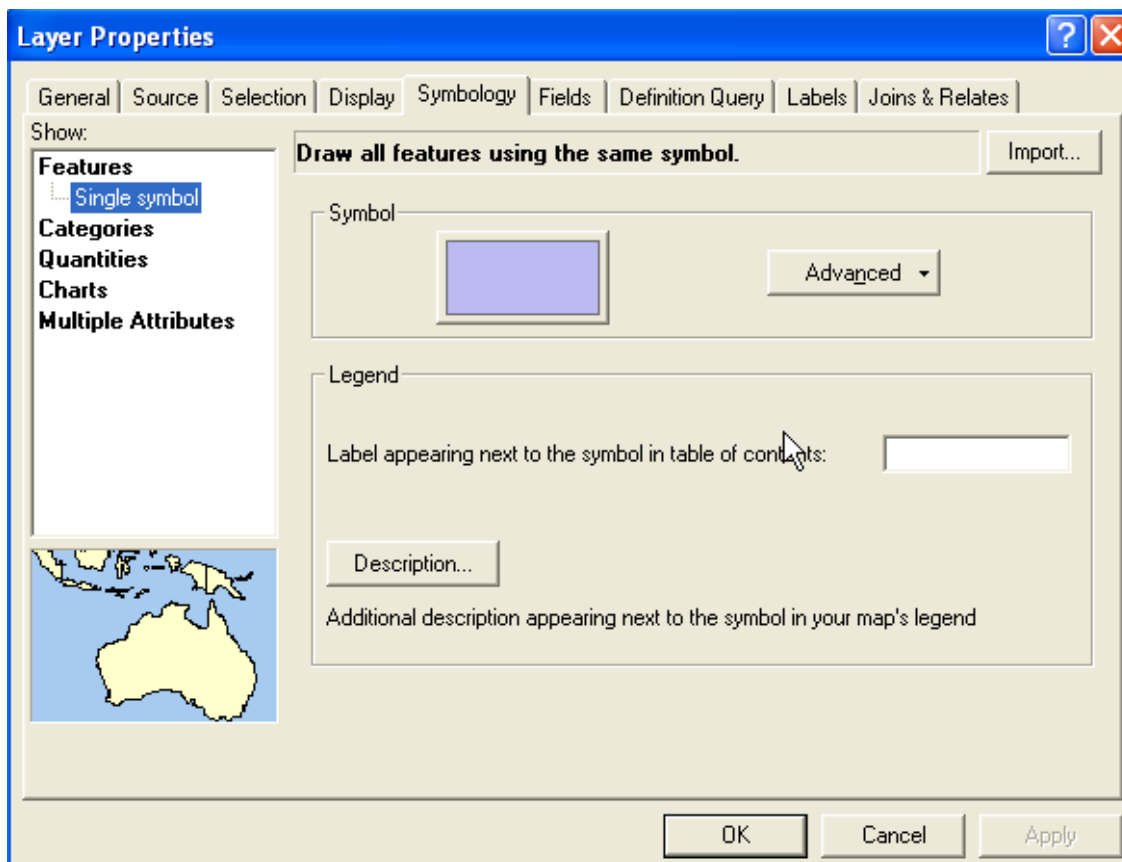 Layer Properties
General Source Selection Display Symbology Fields Definition Query Labels Joins & Relates
Show:
Features
Single symbol
Categories
Quantities
Charts
Multiple Attributes
Draw all features using the same symbol.
Import...
Symbol
Advanced
Legend
Label appearing next to the symbol in table of contents:
Description...
Additional description appearing next to the symbol in your map's legend
OK Cancel Apply